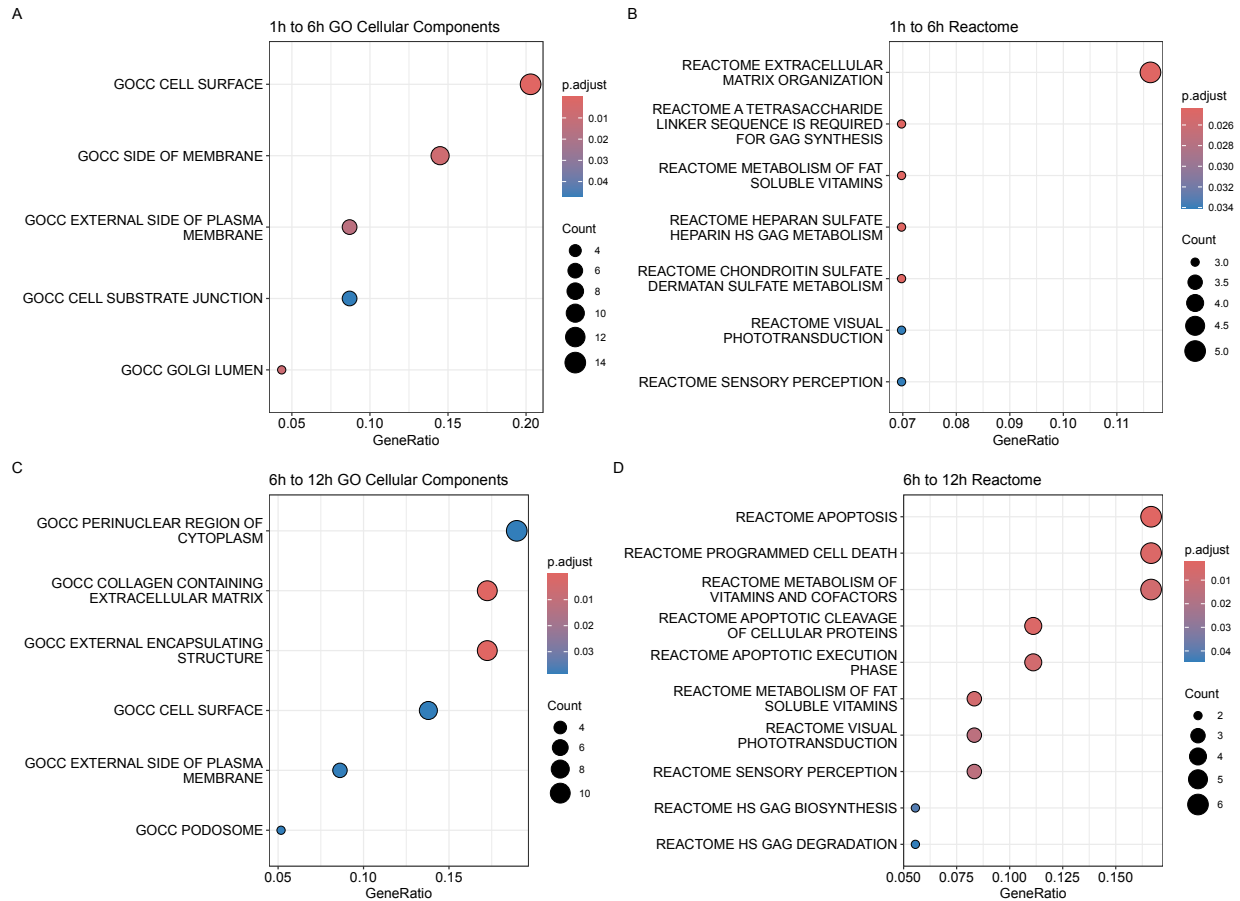 A
1h to 6h GO Cellular Components
GOCC CELL SURFACE
GOCC SIDE OF MEMBRANE
GOCC EXTERNAL SIDE OF PLASMA
MEMBRANE
GOCC CELL SUBSTRATE JUNCTION
GOCC GOLGI LUMEN
0.05 0.10 0.15 0.20
GeneRatio
p.adjust
0.01
0.02
0.03
0.04
Count
4
6
8
10
12
14
B
1h to 6h Reactome
REACTOME EXTRACELLULAR
MATRIX ORGANIZATION
REACTOME A TETRASACCHARIDE
LINKER SEQUENCE IS REQUIRED
FOR GAG SYNTHESIS
REACTOME METABOLISM OF FAT
SOLUBLE VITAMINS
REACTOME HEPARAN SULFATE
HEPARIN HS GAG METABOLISM
REACTOME CHONDROITIN SULFATE
DERMATAN SULFATE METABOLISM
REACTOME VISUAL
PHOTOTRANSDUCTION
REACTOME SENSORY PERCEPTION
0.07 0.08 0.09 0.10 0.11
GeneRatio
p.adjust
0.026
0.028
0.030
0.032
0.034
Count
3.0
3.5
4.0
4.5
5.0
C
6h to 12h GO Cellular Components
GOCC PERINUCLEAR REGION OF
CYTOPLASM
GOCC COLLAGEN CONTAINING
EXTRACELLULAR MATRIX
GOCC EXTERNAL ENCAPSULATING
STRUCTURE
GOCC CELL SURFACE
GOCC EXTERNAL SIDE OF PLASMA
MEMBRANE
GOCC PODOSOME
0.05 0.10 0.15
GeneRatio
p.adjust
0.01
0.02
0.03
Count
4
6
8
10
D
6h to 12h Reactome
REACTOME APOPTOSIS
REACTOME PROGRAMMED CELL DEATH
REACTOME METABOLISM OF
VITAMINS AND COFACTORS
REACTOME APOPTOTIC CLEAVAGE
OF CELLULAR PROTEINS
REACTOME APOPTOTIC EXECUTION
PHASE
REACTOME METABOLISM OF FAT
SOLUBLE VITAMINS
REACTOME VISUAL
PHOTOTRANSDUCTION
REACTOME SENSORY PERCEPTION
REACTOME HS GAG BIOSYNTHESIS
REACTOME HS GAG DEGRADATION
0.050 0.075 0.100 0.125 0.150
GeneRatio
p.adjust
0.01
0.02
0.03
0.04
Count
2
3
4
5
6